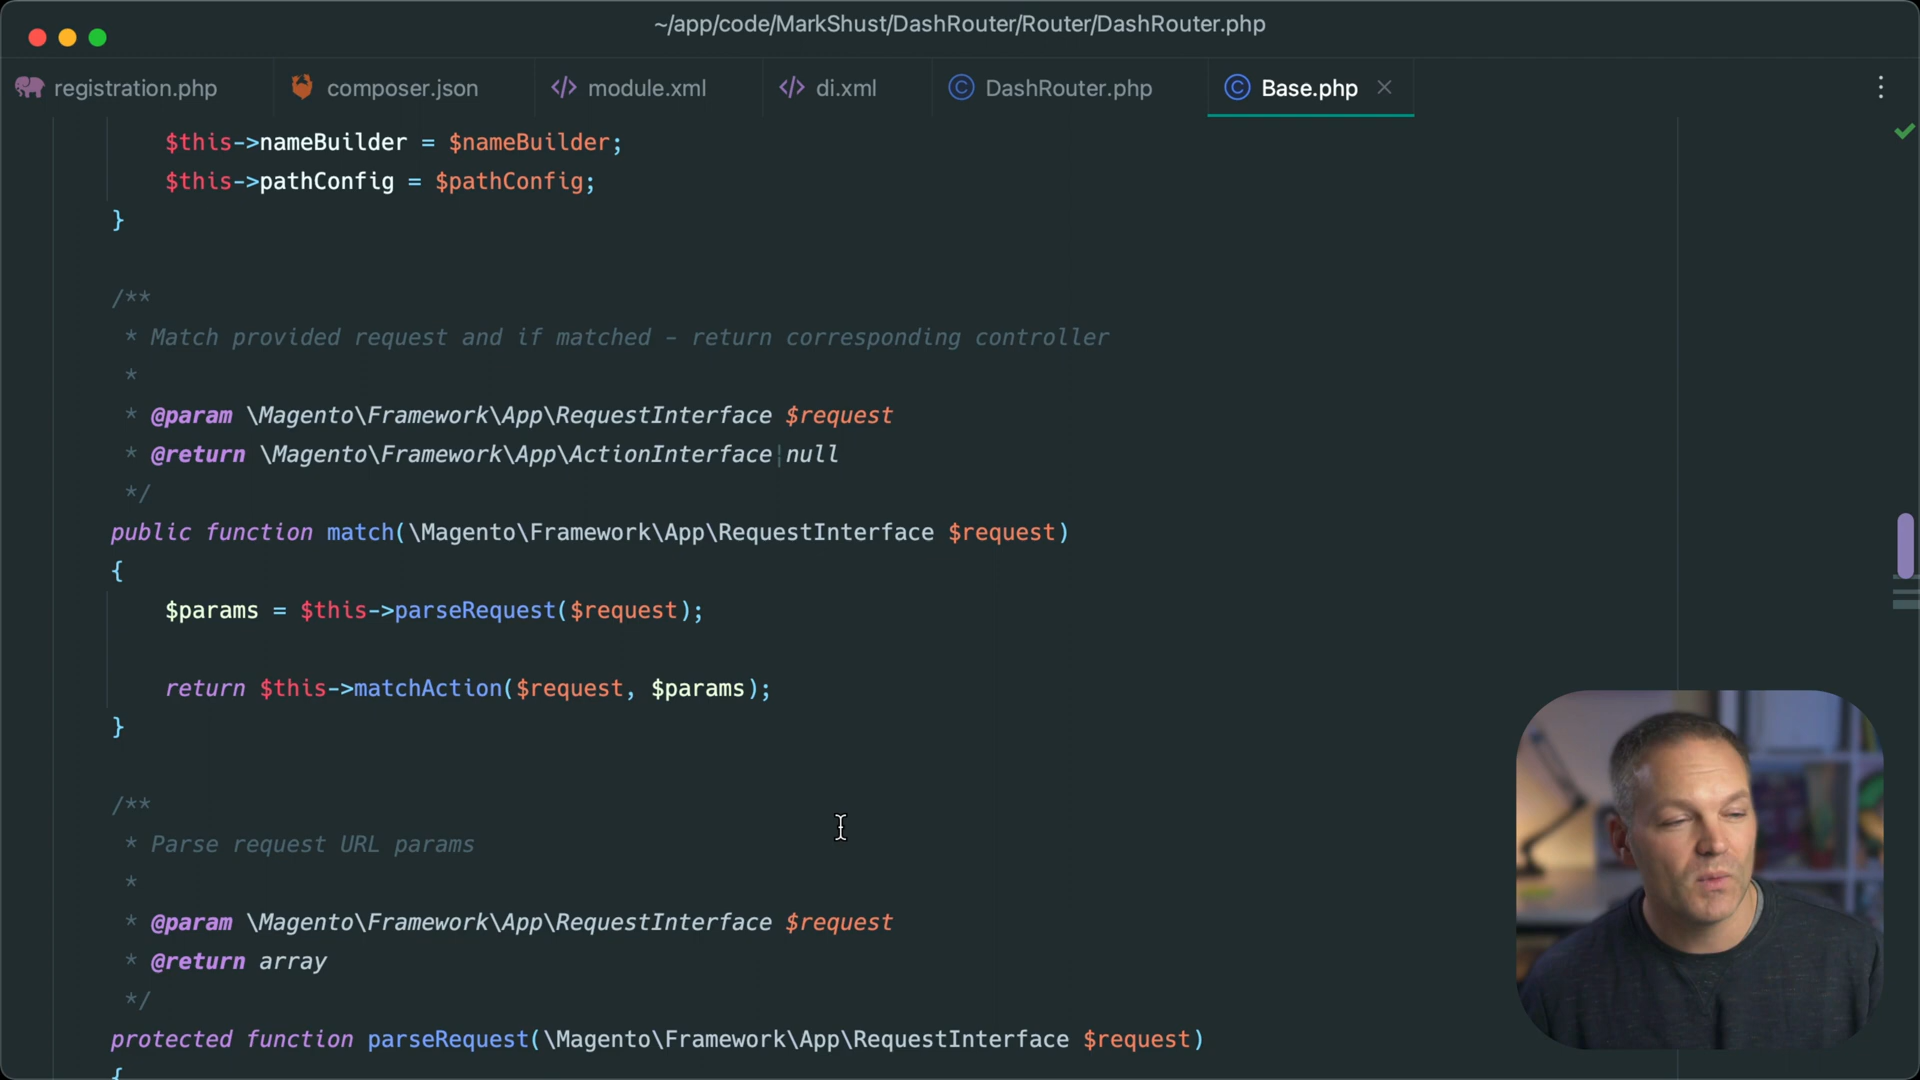 ~/app/code/MarkShust/DashRouter/Router/DashRouter.php
registration.php composer.json module.xml di.xml DashRouter.php Base.php
$this->nameBuilder = $nameBuilder;
$this->pathConfig = $pathConfig;
}
/**
* Match provided request and if matched - return corresponding controller
*
* @param \Magento\Framework\App\RequestInterface $request
* @return \Magento\Framework\App\ActionInterface|null
*/
public function match(\Magento\Framework\App\RequestInterface $request)
{
$params = $this->parseRequest($request);
return $this->matchAction($request, $params);
}
/**
* Parse request URL params
*
* @param \Magento\Framework\App\RequestInterface $request
* @return array
*/
protected function parseRequest(\Magento\Framework\App\RequestInterface $request)
{